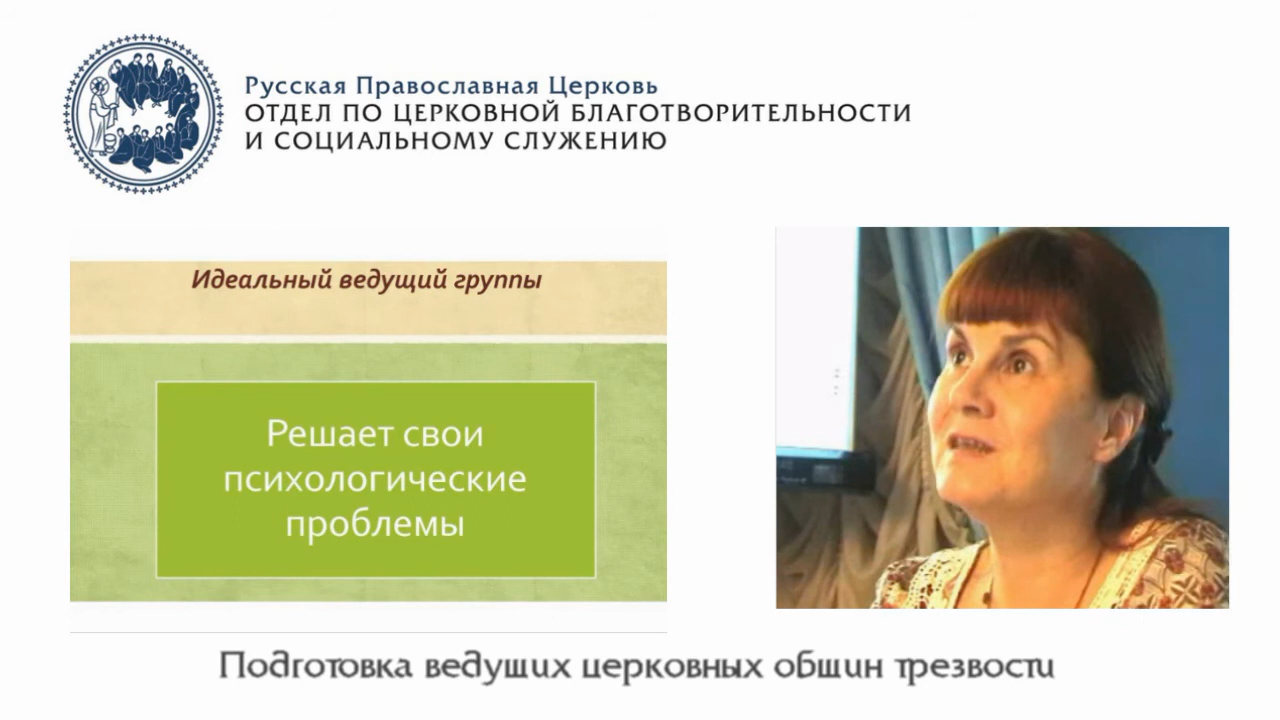 Русская Православная Церковь
ОТДЕЛ ПО ЦЕРКОВНОЙ БЛАГОТВОРИТЕЛЬНОСТИ
И СОЦИАЛЬНОМУ СЛУЖЕНИЮ
Идеальный ведущий группы
Решает свои
психологические
проблемы
Подготовка ведущих церковных общин трезвости